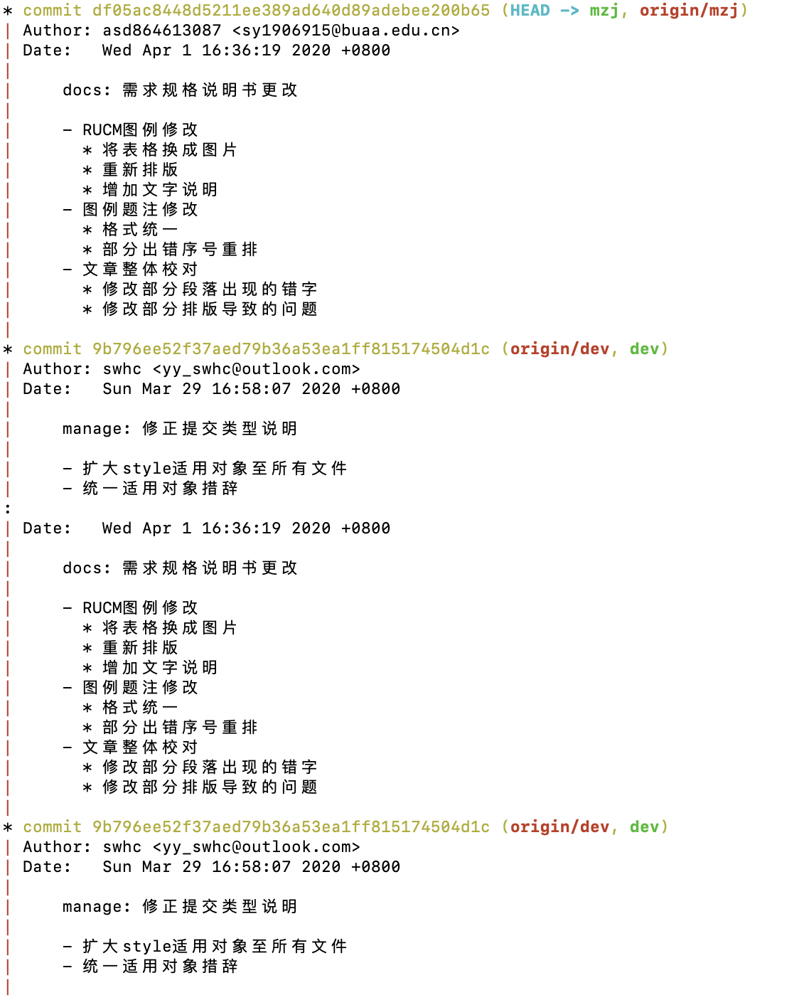 * commit df05ac8448d5211ee389ad640d89adebee200b65 (HEAD -> mzj, origin/mzj)
| Author: asd864613087 <sy1906915@buaa.edu.cn>
| Date:   Wed Apr 1 16:36:19 2020 +0800
|
|     docs: 需求规格说明书更改
|
|     - RUCM图例修改
|       * 将表格换成图片
|       * 重新排版
|       * 增加文字说明
|     - 图例题注修改
|       * 格式统一
|       * 部分出错序号重排
|     - 文章整体校对
|       * 修改部分段落出现的错字
|       * 修改部分排版导致的问题
|
* commit 9b796ee52f37aed79b36a53ea1ff815174504d1c (origin/dev, dev)
| Author: swhc <yy_swhc@outlook.com>
| Date:   Sun Mar 29 16:58:07 2020 +0800
|
|     manage: 修正提交类型说明
|
|     - 扩大style适用对象至所有文件
|     - 统一适用对象措辞
:
| Date:   Wed Apr 1 16:36:19 2020 +0800
|
|     docs: 需求规格说明书更改
|
|     - RUCM图例修改
|       * 将表格换成图片
|       * 重新排版
|       * 增加文字说明
|     - 图例题注修改
|       * 格式统一
|       * 部分出错序号重排
|     - 文章整体校对
|       * 修改部分段落出现的错字
|       * 修改部分排版导致的问题
|
* commit 9b796ee52f37aed79b36a53ea1ff815174504d1c (origin/dev, dev)
| Author: swhc <yy_swhc@outlook.com>
| Date:   Sun Mar 29 16:58:07 2020 +0800
|
|     manage: 修正提交类型说明
|
|     - 扩大style适用对象至所有文件
|     - 统一适用对象措辞
|